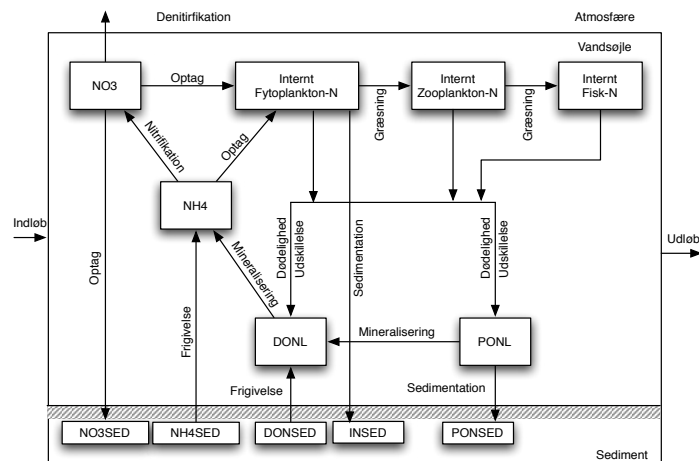 Denitirfikation
Atmosfære
Vandsøjle
NO3
Optag
Internt
Fytoplankton-N
Græsning
Internt
Zooplankton-N
Græsning
Internt
Fisk-N
Nitrifikation
Optag
NH4
Indløb
Udløb
Optag
Frigivelse
Mineralisering
Dødelighed
Udskillelse
Sedimentation
Dødelighed
Udskillelse
DONL
Mineralisering
PONL
Frigivelse
Sedimentation
NO3SED
NH4SED
DONSED
INSED
PONSED
Sediment